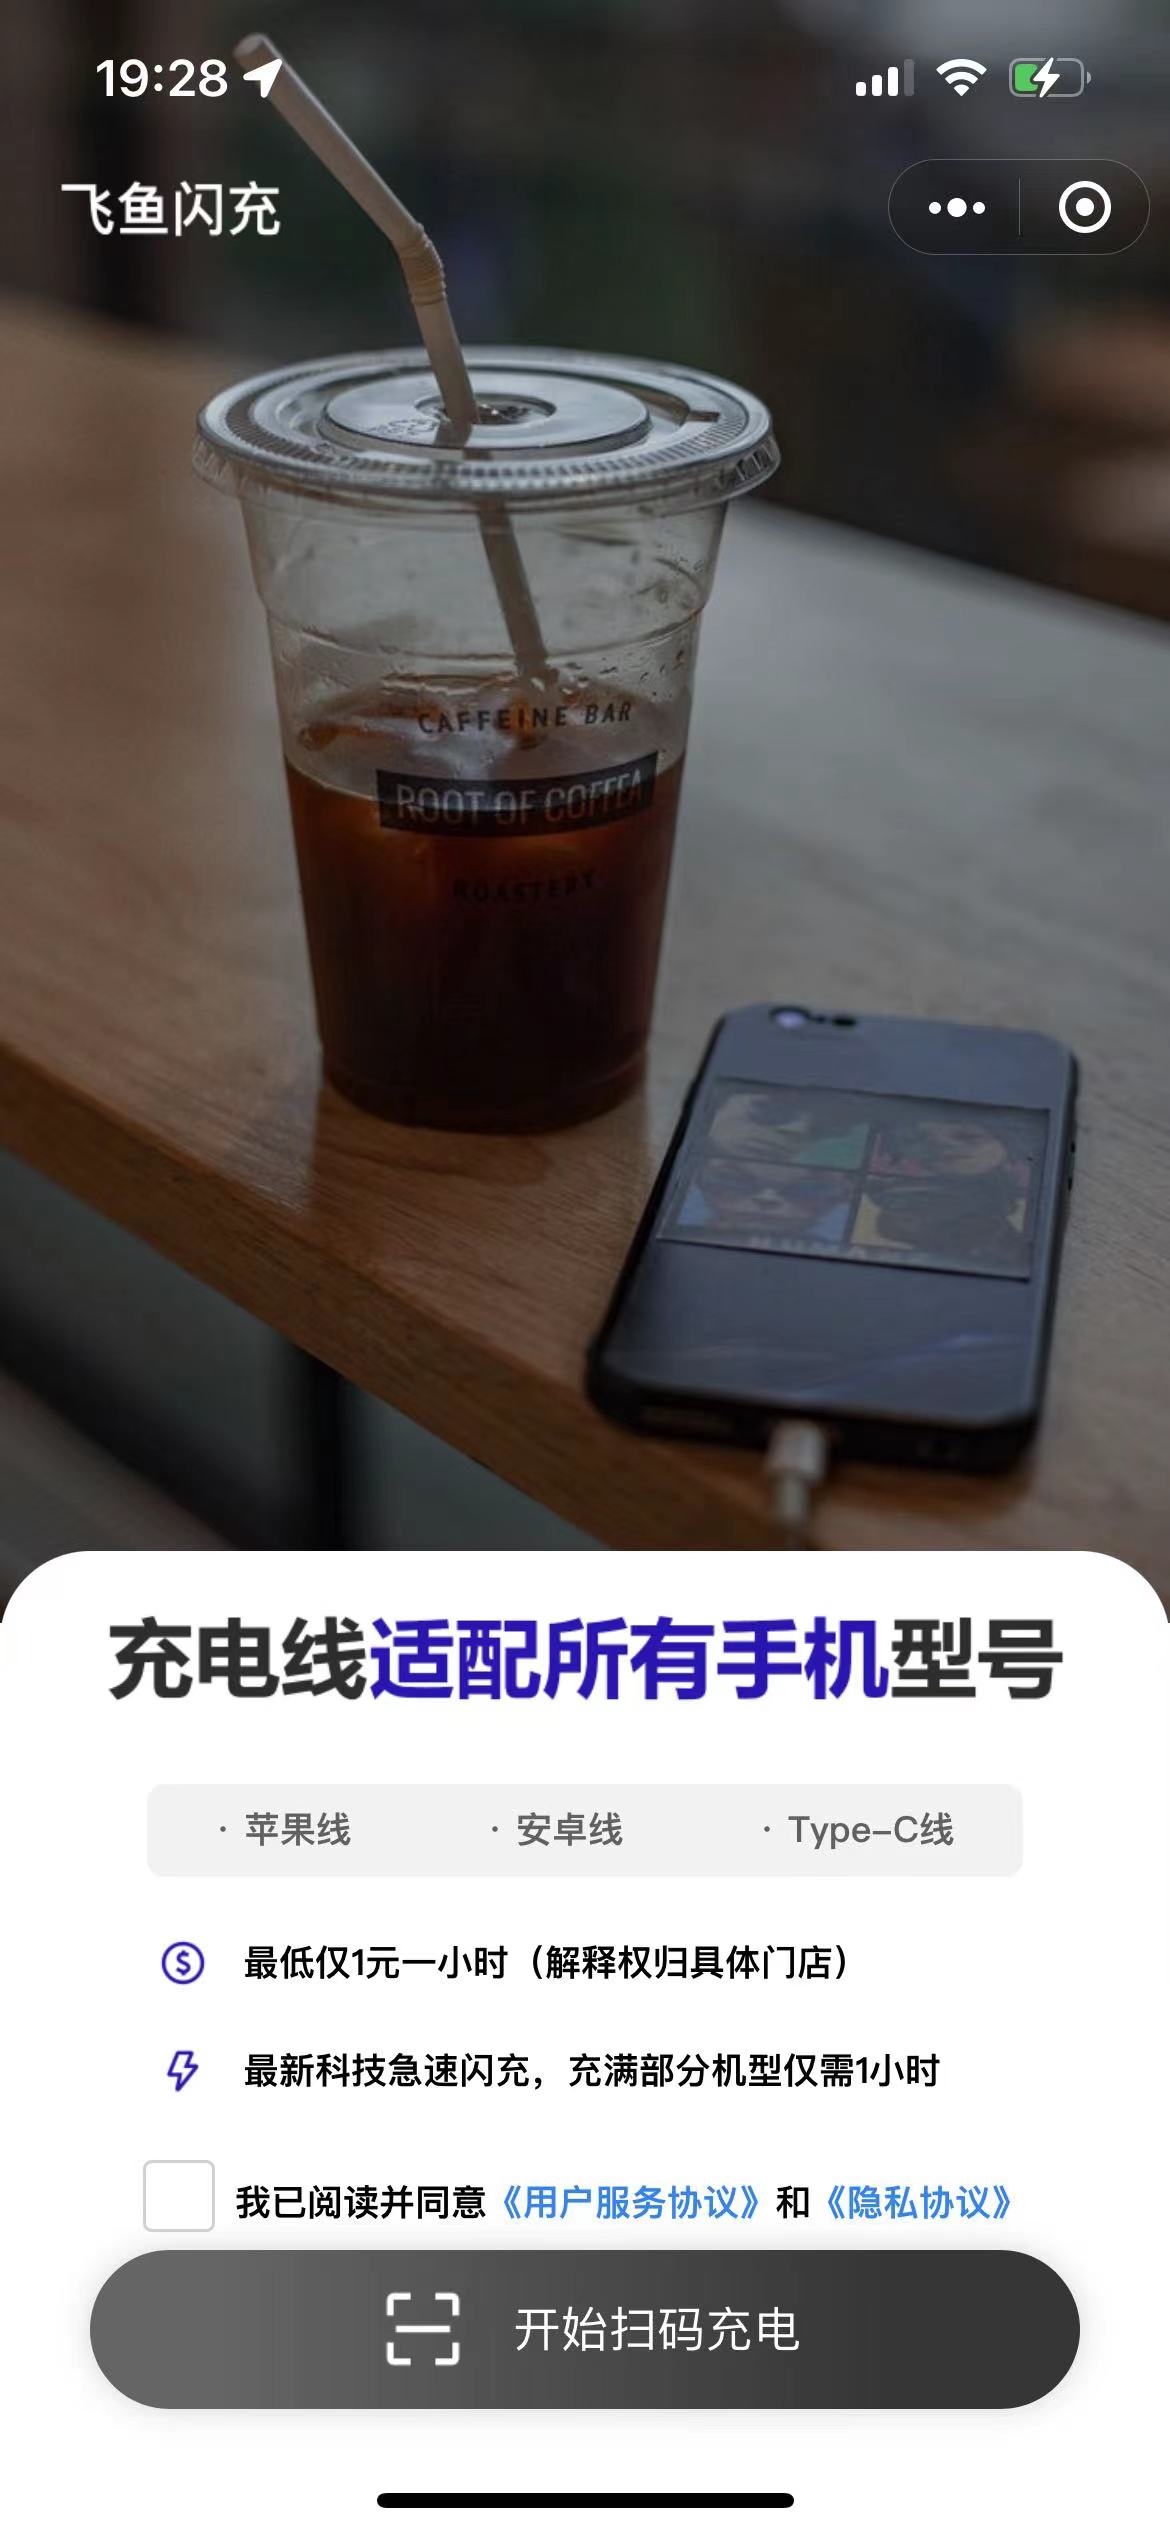 19:28
飞鱼闪充
CAFFEINE BAR
ROOT OF COFFEA
ROASTERY
HUMAN
充电线适配所有手机型号
· 苹果线 · 安卓线 · Type-C线
最低仅1元一小时（解释权归具体门店）
最新科技急速闪充，充满部分机型仅需1小时
我已阅读并同意《用户服务协议》和《隐私协议》
开始扫码充电